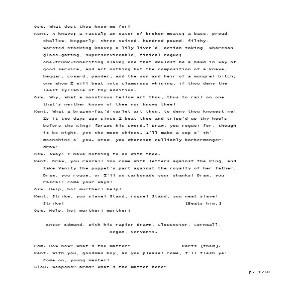 Osw. What dost thou know me for?
Kent. A knave; a rascal; an eater of broken meats; a base, proud,
shallow, beggarly, three-suited, hundred-pound, filthy,
worsted-stocking knave; a lily-liver'd, action-taking, whoreson,
glass-gazing, superserviceable, finical rogue;
one-trunk-inheriting slave; one that wouldst be a bawd in way of
good service, and art nothing but the composition of a knave,
beggar, coward, pander, and the son and heir of a mongrel bitch;
one whom I will beat into clamorous whining, if thou deny the
least syllable of thy addition.
Osw. Why, what a monstrous fellow art thou, thus to rail on one
that's neither known of thee nor knows thee!
Kent. What a brazen-fac'd varlet art thou, to deny thou knowest me!
Is it two days ago since I beat thee and tripp'd up thy heels
before the King? Draw, you rogue! for, though
it be night, yet the moon shines. I'll make a sop o' th'
moonshine o' you. Draw, you whoreson cullionly barbermonger!
draw!
Osw. Away! I have nothing to do with thee.
Kent. Draw, you rascal! You come with letters against the King, and
take Vanity the puppet's part against the royalty of her father.
Draw, you rogue, or I'll so carbonado your shanks! Draw, you
rascal! Come your ways!
Osw. Help, ho! murther! help!
Kent. Strike, you slave! Stand, rogue! Stand, you neat slave!
Strike! [Beats him.]
Osw. Help, ho! murther! murther!
Enter Edmund, with his rapier drawn, Gloucester, Cornwall,
Regan, Servants.
Edm. How now? What's the matter? Parts [them].
Kent. With you, goodman boy, an you please! Come, I'll flesh ye!
Come on, young master!
Glou. Weapons? arms? What's the matter here?